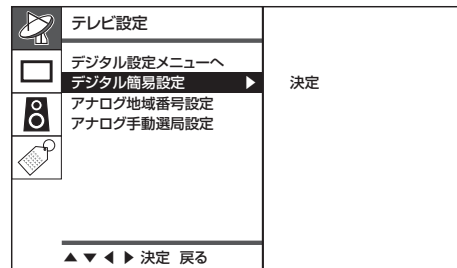 テレビ設定
デジタル設定メニューへ
デジタル簡易設定 ▶
決定
アナログ地域番号設定
アナログ手動選局設定
▲ ▼ ◀ ▶ 決定 戻る